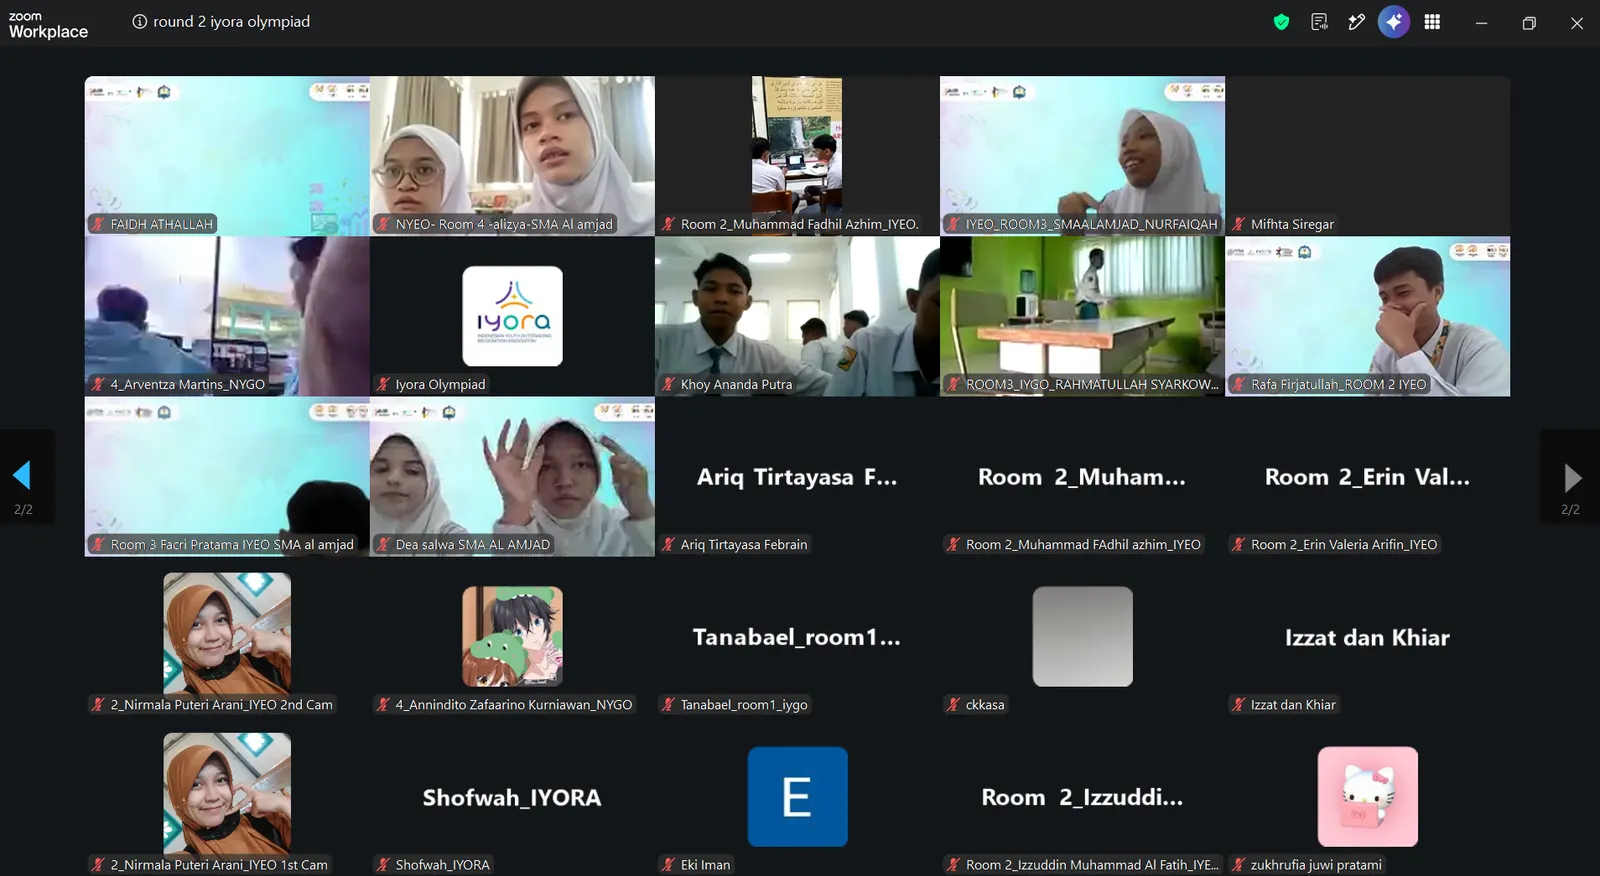 zoom
Workplace
round 2 iyora olympiad
FAIDH ATHALLAH
NYEO- Room 4 -alizya-SMA Al amjad
Room 2_Muhammad Fadhil Azhim_IYEO.
IYEO_ROOM3_SMAALAMJAD_NURFAIQAH
Mifhta Siregar
4_Arventza Martins_NYGO
iyora
INDONESIAN YOUTH OUTSTANDING
RECOGNITION ASSOCIATION
Iyora Olympiad
Khoy Ananda Putra
ROOM3_IYGO_RAHMATULLAH SYARKOW...
Rafa Firjatullah_ROOM 2 IYEO
2/2
2/2
Room 3 Facri Pratama IYEO SMA al amjad
Dea salwa SMA AL AMJAD
Ariq Tirtayasa F...
Ariq Tirtayasa Febrain
Room 2_Muham...
Room 2_Muhammad FAdhil azhim_IYEO
Room 2_Erin Val...
Room 2_Erin Valeria Arifin_IYEO
2_Nirmala Puteri Arani_IYEO 2nd Cam
4_Annindito Zafaarino Kurniawan_NYGO
Tanabael_room1...
Tanabael_room1_iygo
ckkasa
Izzat dan Khiar
Izzat dan Khiar
2_Nirmala Puteri Arani_IYEO 1st Cam
Shofwah_IYORA
Shofwah_IYORA
E
Eki Iman
Room 2_Izzuddi...
Room 2_Izzuddin Muhammad Al Fatih_IYE...
zukhrufia juwi pratami